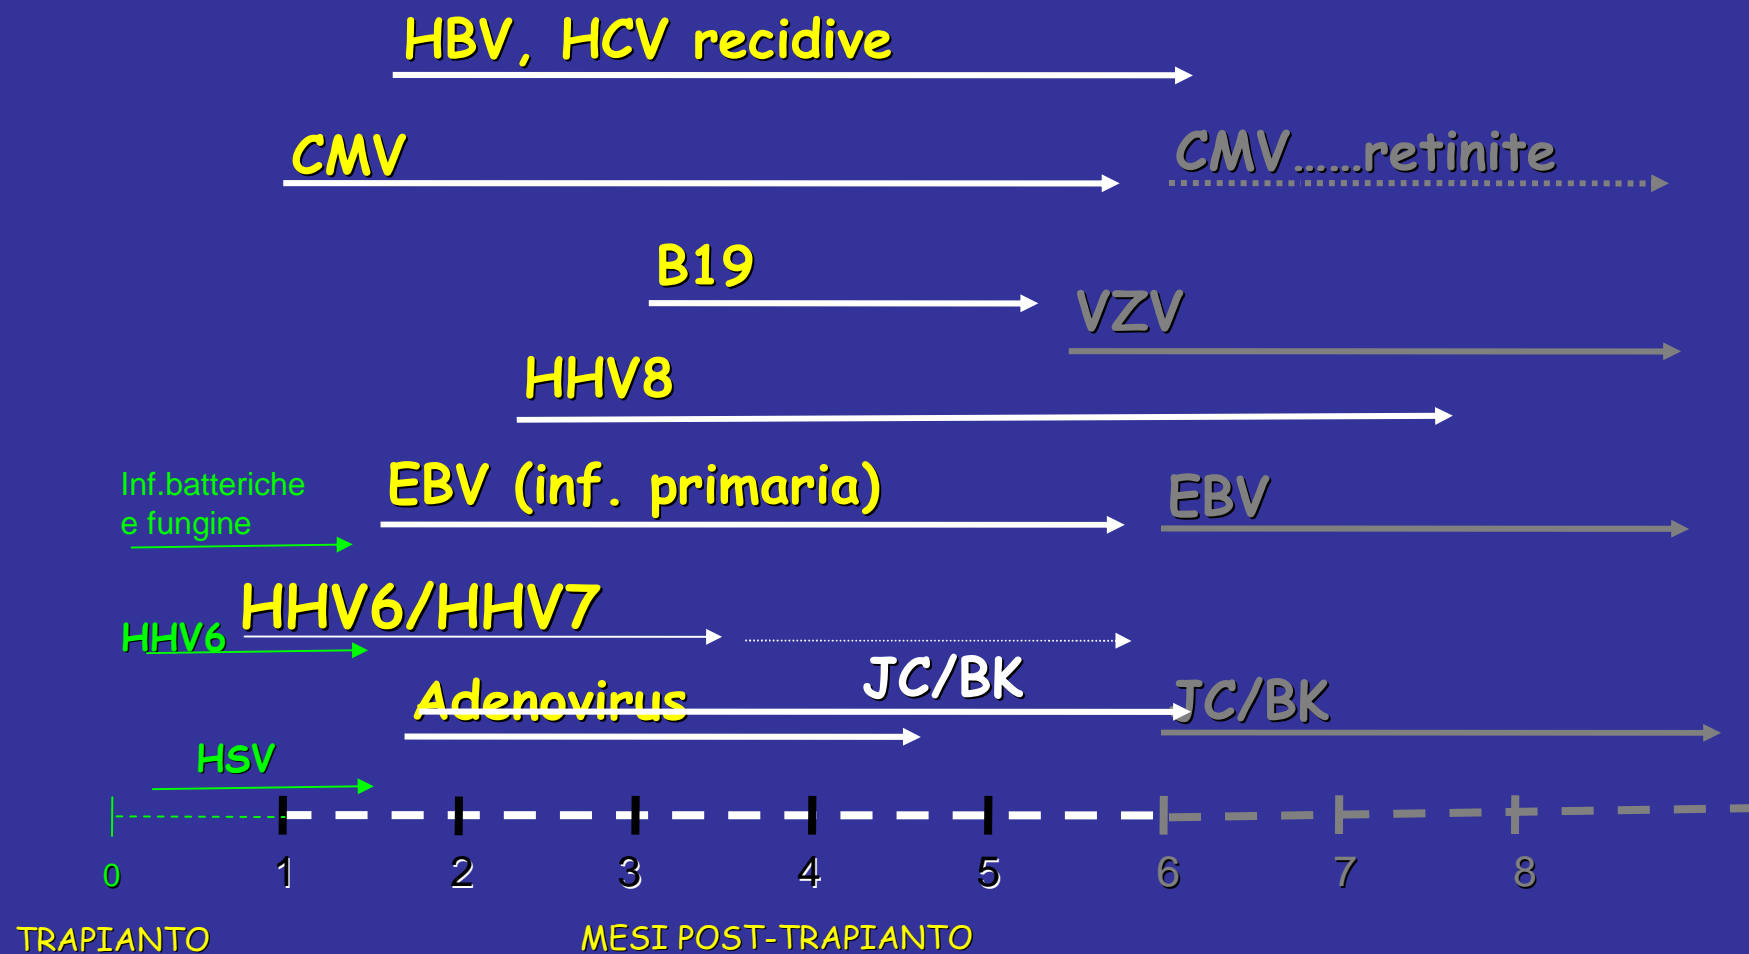 HBV, HCV recidive
CMV
CMV……retinite
B19
VZV
HHV8
Inf.batteriche
e fungine
EBV (inf. primaria)
EBV
HHV6/HHV7
HHV6
JC/BK
Adenovirus
JC/BK
HSV
0 1 2 3 4 5 6 7 8
TRAPIANTO
MESI POST-TRAPIANTO